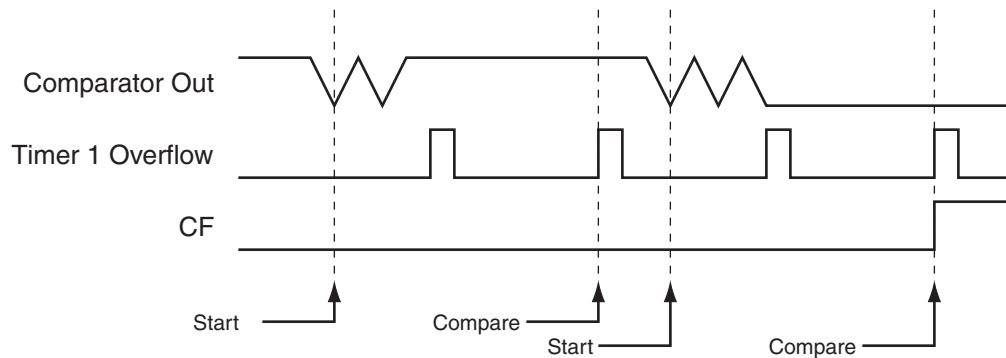 Comparator Out
Timer 1 Overflow
CF
Start
Compare
Start
Compare